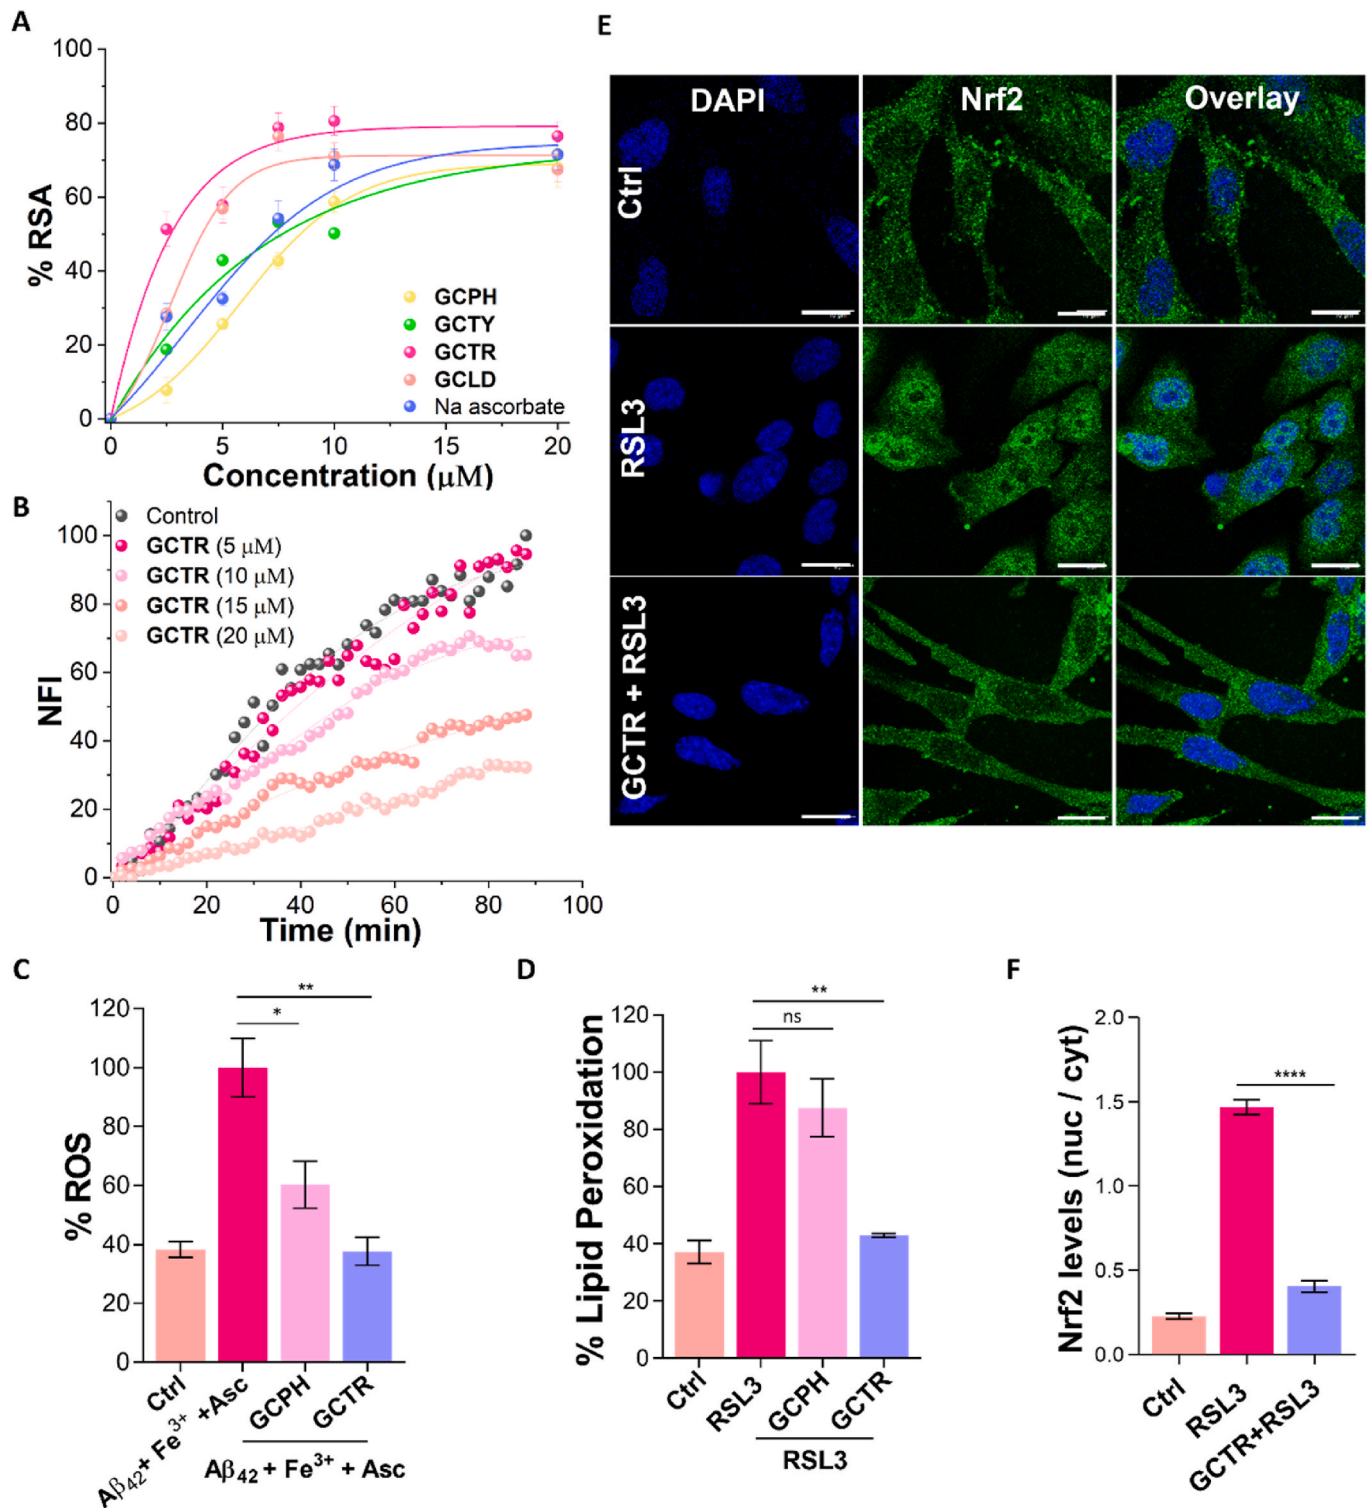 A
100
80
60
40
20
0
% RSA
GCPH
GCTY
GCTR
GCLD
Na ascorbate
0 5 10 15 20
Concentration (µM)
B
100
80
60
40
20
0
NFI
Control
GCTR (5 µM)
GCTR (10 µM)
GCTR (15 µM)
GCTR (20 µM)
0 20 40 60 80 100
Time (min)
E
DAPI Nrf2 Overlay
Ctrl
RSL3
GCTR + RSL3
C
120
100
80
60
40
20
0
% ROS
**
*
Ctrl
Aβ42+ Fe3+ +Asc
GCPH
GCTR
Aβ42 + Fe3+ + Asc
D
120
100
80
60
40
20
0
% Lipid Peroxidation
**
ns
Ctrl
RSL3
GCPH
GCTR
RSL3
F
2.0
1.5
1.0
0.5
0.0
Nrf2 levels (nuc / cyt)
****
Ctrl
RSL3
GCTR+RSL3